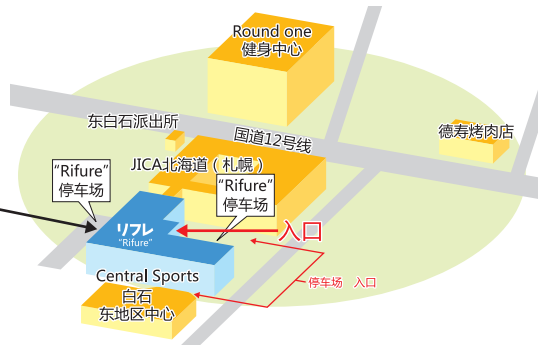 Round one
健身中心
东白石派出所
国道12号线
德寿烤肉店
JICA北海道（札幌）
“Rifure”
停车场
“Rifure”
停车场
リフレ
“Rifure”
入口
Central Sports
停车场　入口
白石
东地区中心